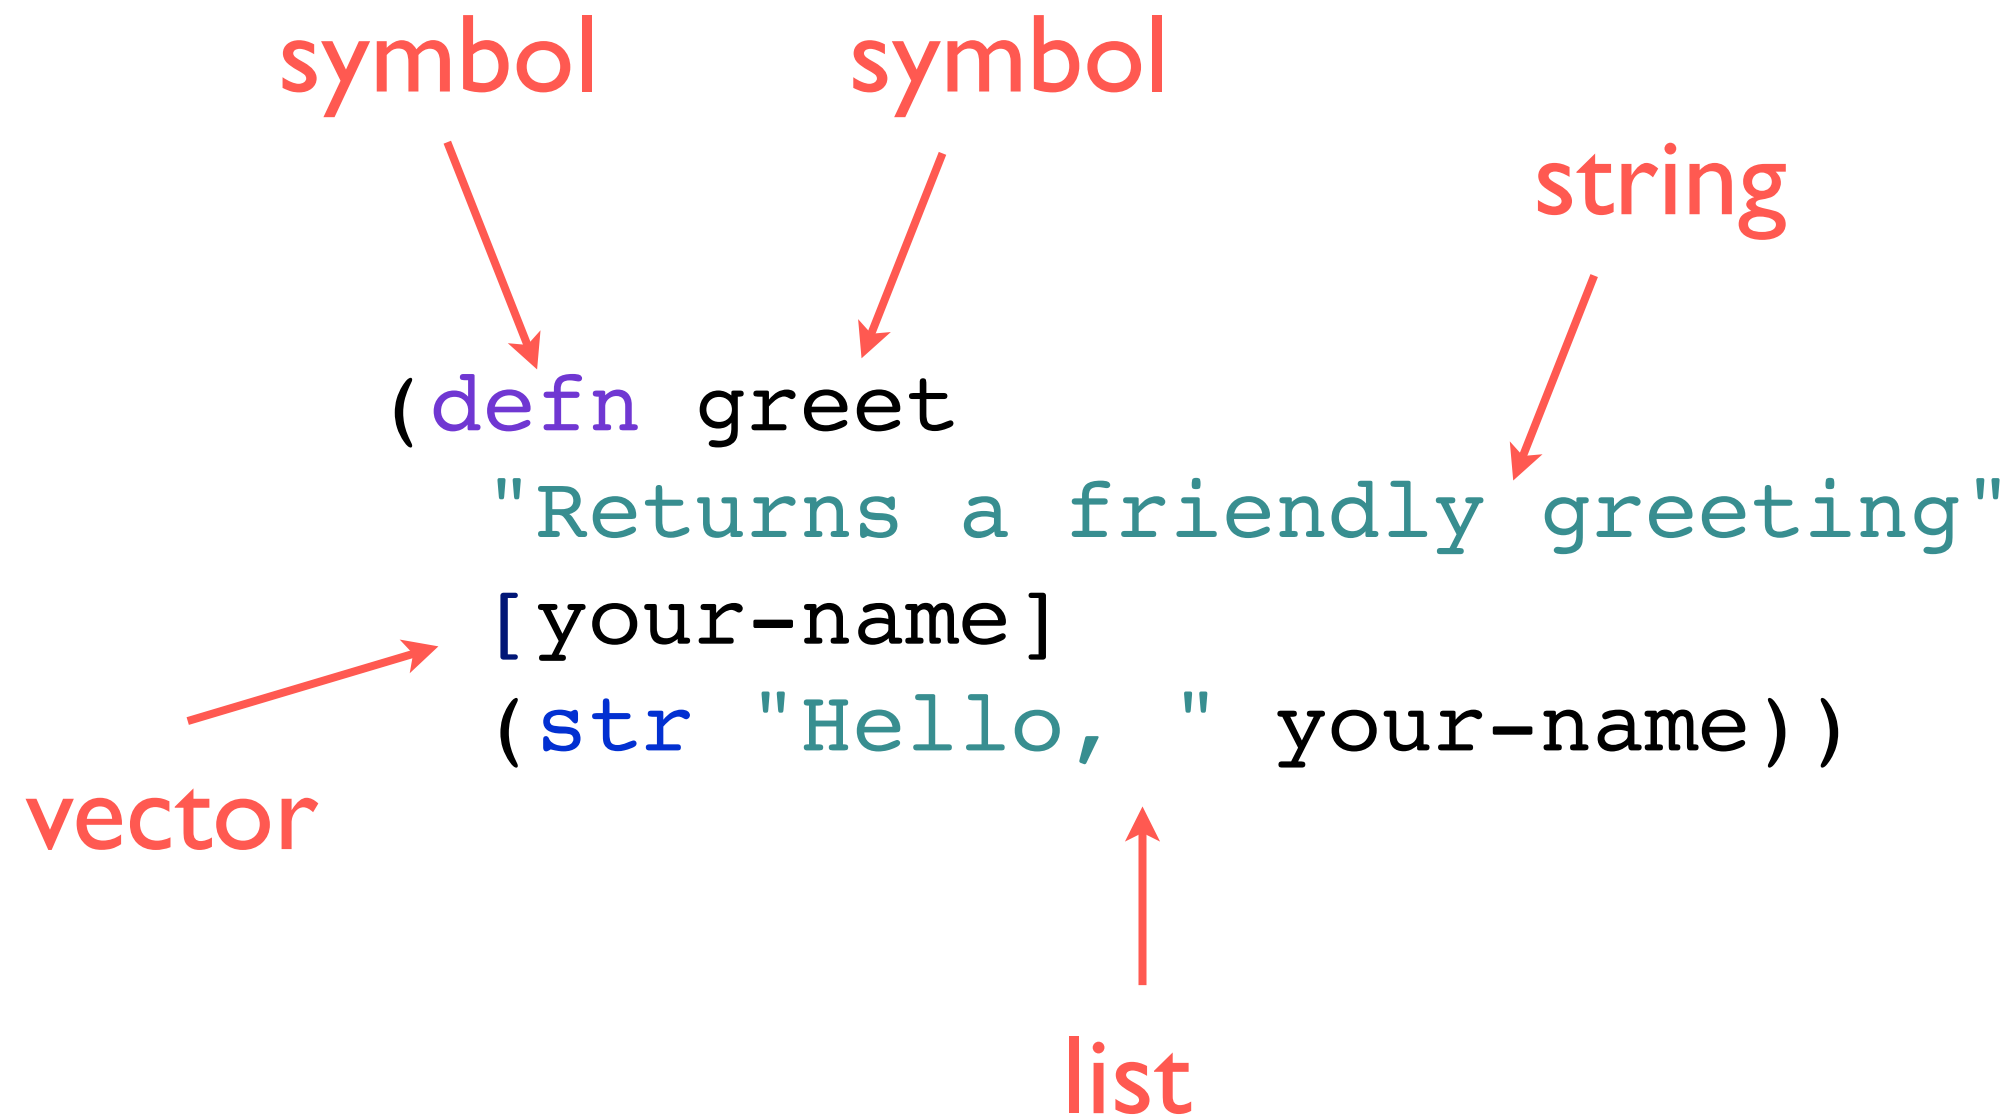 symbol symbol
string
(defn greet
"Returns a friendly greeting"
[your-name]
(str "Hello, " your-name))
vector
list